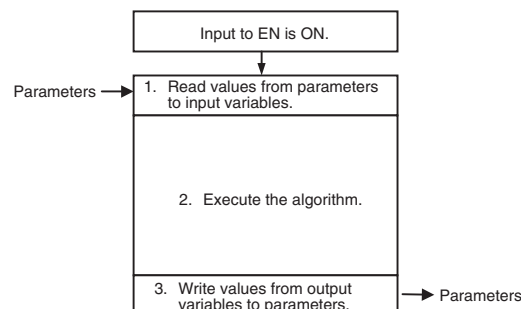 Input to EN is ON.
Parameters
1. Read values from parameters
to input variables.
2. Execute the algorithm.
3. Write values from output
variables to parameters.
Parameters